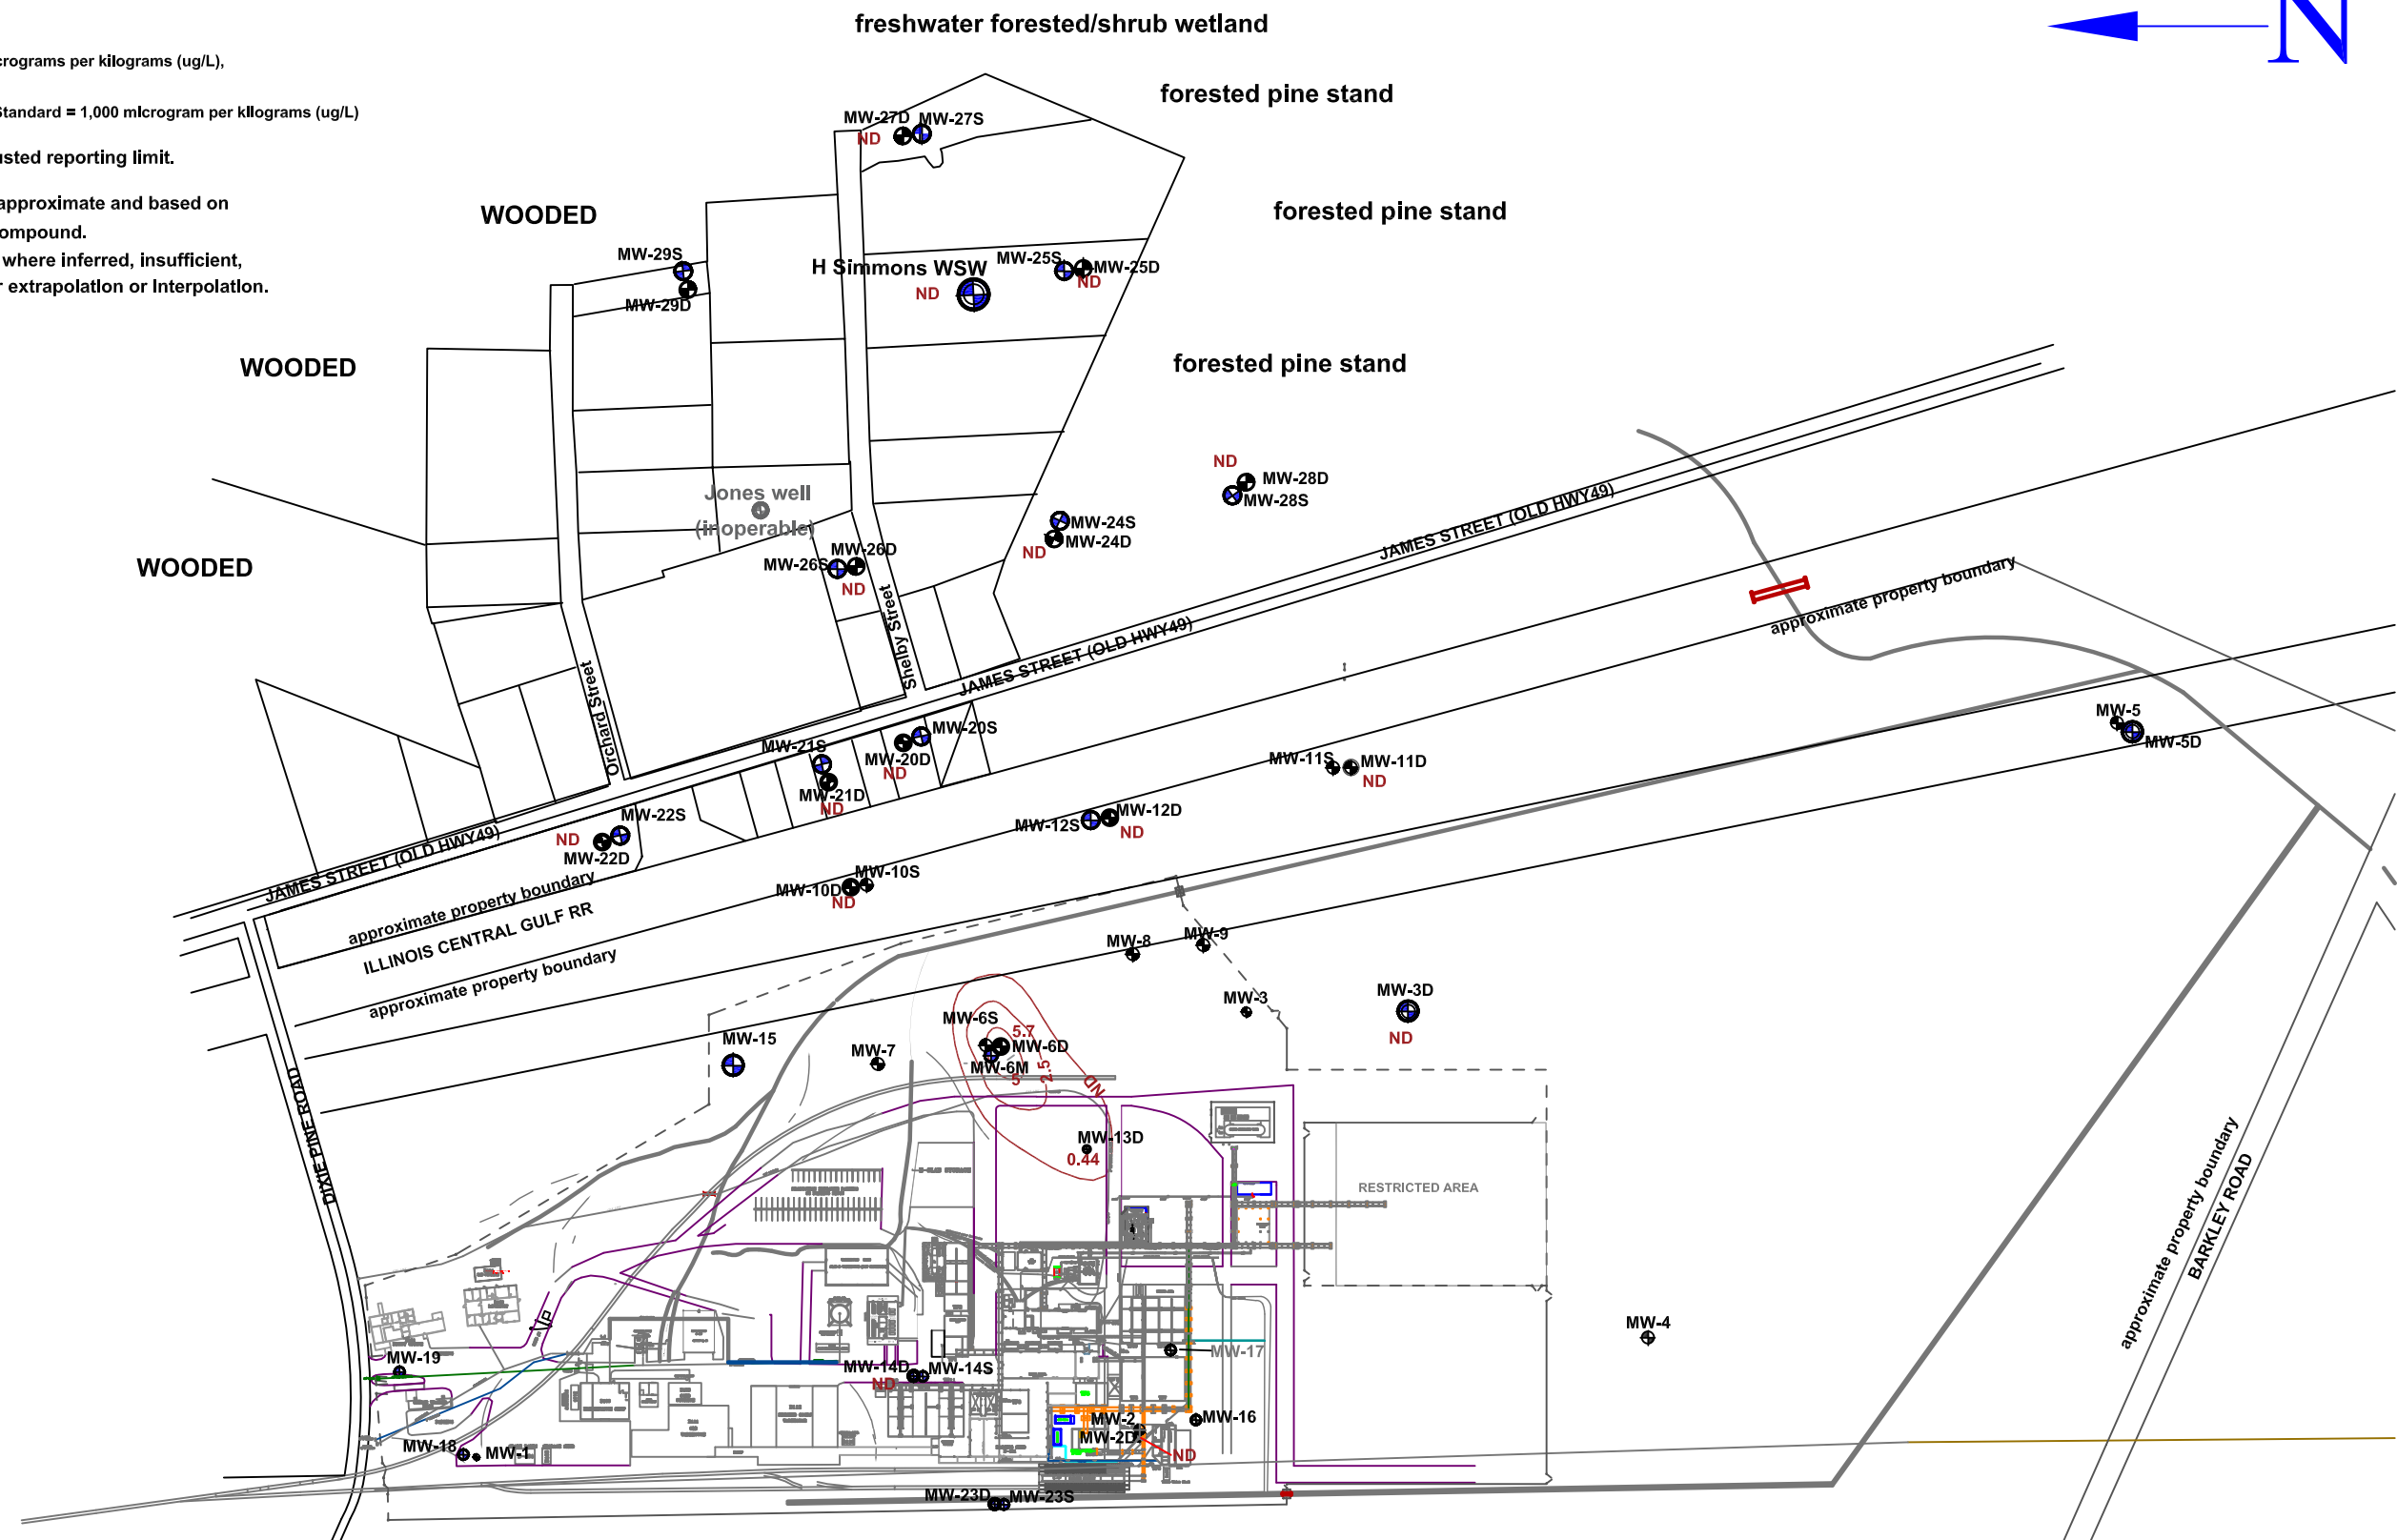 freshwater forested/shrub wetland
N
crograms per kilograms (ug/L),
forested pine stand
Standard = 1,000 microgram per kilograms (ug/L)
MW-27D
MW-27S
ND
usted reporting limit.
approximate and based on
WOODED
forested pine stand
ompound.
where inferred, insufficient,
r extrapolation or Interpolation.
MW-29S
MW-29D
H Simmons WSW
ND
MW-25S
MW-25D
ND
WOODED
forested pine stand
ND
MW-28D
MW-28S
Jones well
(inoperable)
MW-24S
MW-24D
ND
JAMES STREET (OLD HWY49)
WOODED
MW-26D
MW-26S
ND
Shelby Street
approximate property boundary
JAMES STREET (OLD HWY49)
Orchard Street
MW-5
MW-5D
MW-20S
MW-20D
ND
MW-21S
MW-21D
ND
MW-11S
MW-11D
ND
MW-22S
ND
MW-22D
MW-12S
MW-12D
ND
JAMES STREET (OLD HWY49)
MW-10S
MW-10D
ND
approximate property boundary
ILLINOIS CENTRAL GULF RR
approximate property boundary
MW-8
MW-9
MW-3
MW-3D
ND
MW-15
MW-7
MW-6S
5.7
MW-6D
MW-6M
5
2.5
ND
DIXIE PINE ROAD
MW-13D
0.44
RESTRICTED AREA
approximate property boundary
BARKLEY ROAD
VP
MW-4
MW-19
MW-14D
MW-14S
ND
MW-17
MW-2
MW-2D
MW-16
ND
MW-18
MW-1
MW-23D
MW-23S